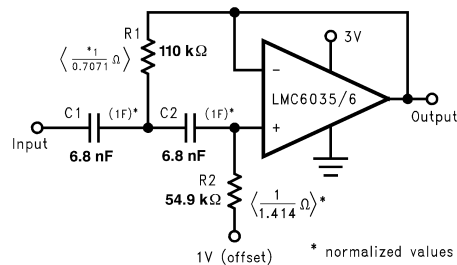 R1
110 kΩ
⟨ *1 / 0.7071 Ω ⟩
3V
LMC6035/6
−
+
C1
(1F)*
C2
(1F)*
Input
Output
6.8 nF
6.8 nF
R2
54.9 kΩ
⟨ 1 / 1.414 Ω ⟩*
1V (offset)
* normalized values